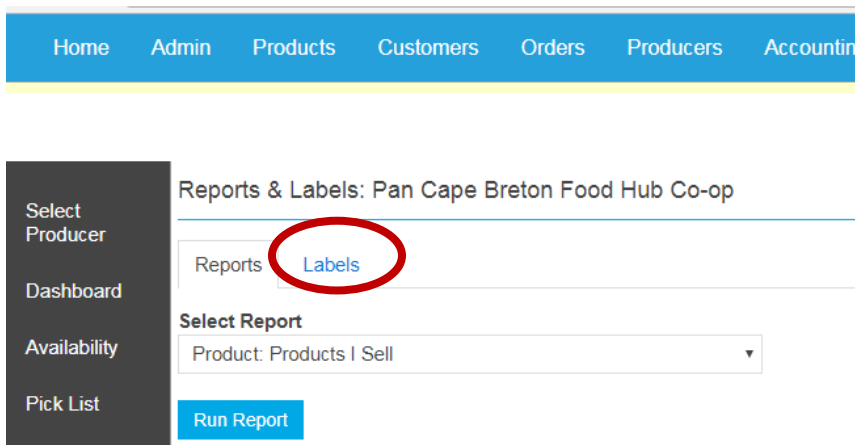 Home Admin Products Customers Orders Producers Accountin
Reports & Labels: Pan Cape Breton Food Hub Co-op
Select
Producer
Dashboard
Availability
Pick List
Reports Labels
Select Report
Product: Products I Sell
Run Report